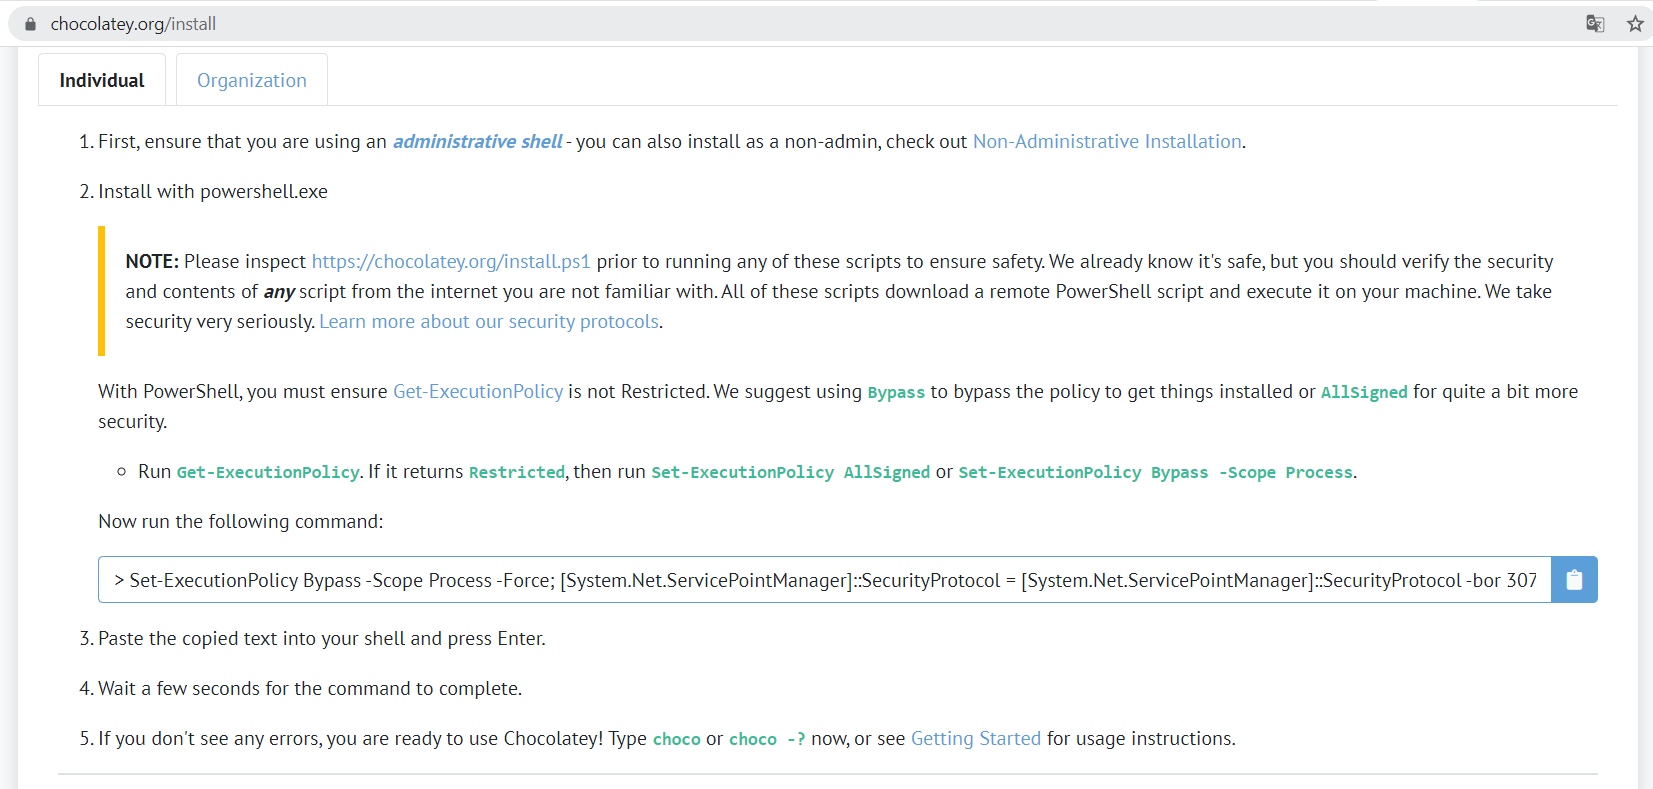 chocolatey.org/install
Individual
Organization
1. First, ensure that you are using an administrative shell - you can also install as a non-admin, check out Non-Administrative Installation.
2. Install with powershell.exe
NOTE: Please inspect https://chocolatey.org/install.ps1 prior to running any of these scripts to ensure safety. We already know it's safe, but you should verify the security
and contents of any script from the internet you are not familiar with. All of these scripts download a remote PowerShell script and execute it on your machine. We take
security very seriously. Learn more about our security protocols.
With PowerShell, you must ensure Get-ExecutionPolicy is not Restricted. We suggest using Bypass to bypass the policy to get things installed or AllSigned for quite a bit more
security.
Run Get-ExecutionPolicy. If it returns Restricted, then run Set-ExecutionPolicy AllSigned or Set-ExecutionPolicy Bypass -Scope Process.
Now run the following command:
> Set-ExecutionPolicy Bypass -Scope Process -Force; [System.Net.ServicePointManager]::SecurityProtocol = [System.Net.ServicePointManager]::SecurityProtocol -bor 307
3. Paste the copied text into your shell and press Enter.
4. Wait a few seconds for the command to complete.
5. If you don't see any errors, you are ready to use Chocolatey! Type choco or choco -? now, or see Getting Started for usage instructions.